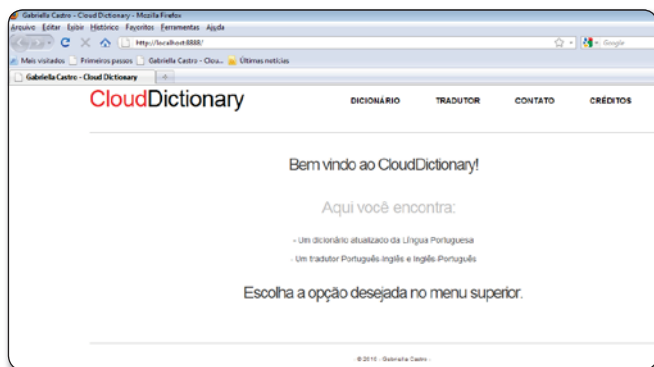 Gabriella Castro - Cloud Dictionary - Mozilla Firefox
Arquivo Editar Exibir Histórico Favoritos Ferramentas Ajuda
http://localhost:8888/
Google
Mais visitados Primeiros passos Gabriella Castro - Clou... Últimas notícias
Gabriella Castro - Cloud Dictionary
CloudDictionary DICIONÁRIO TRADUTOR CONTATO CRÉDITOS
Bem vindo ao CloudDictionary!
Aqui você encontra:
- Um dicionário atualizado da Língua Portuguesa
- Um tradutor Português-Inglês e Inglês-Português
Escolha a opção desejada no menu superior.
- © 2010 - Gabriella Castro -